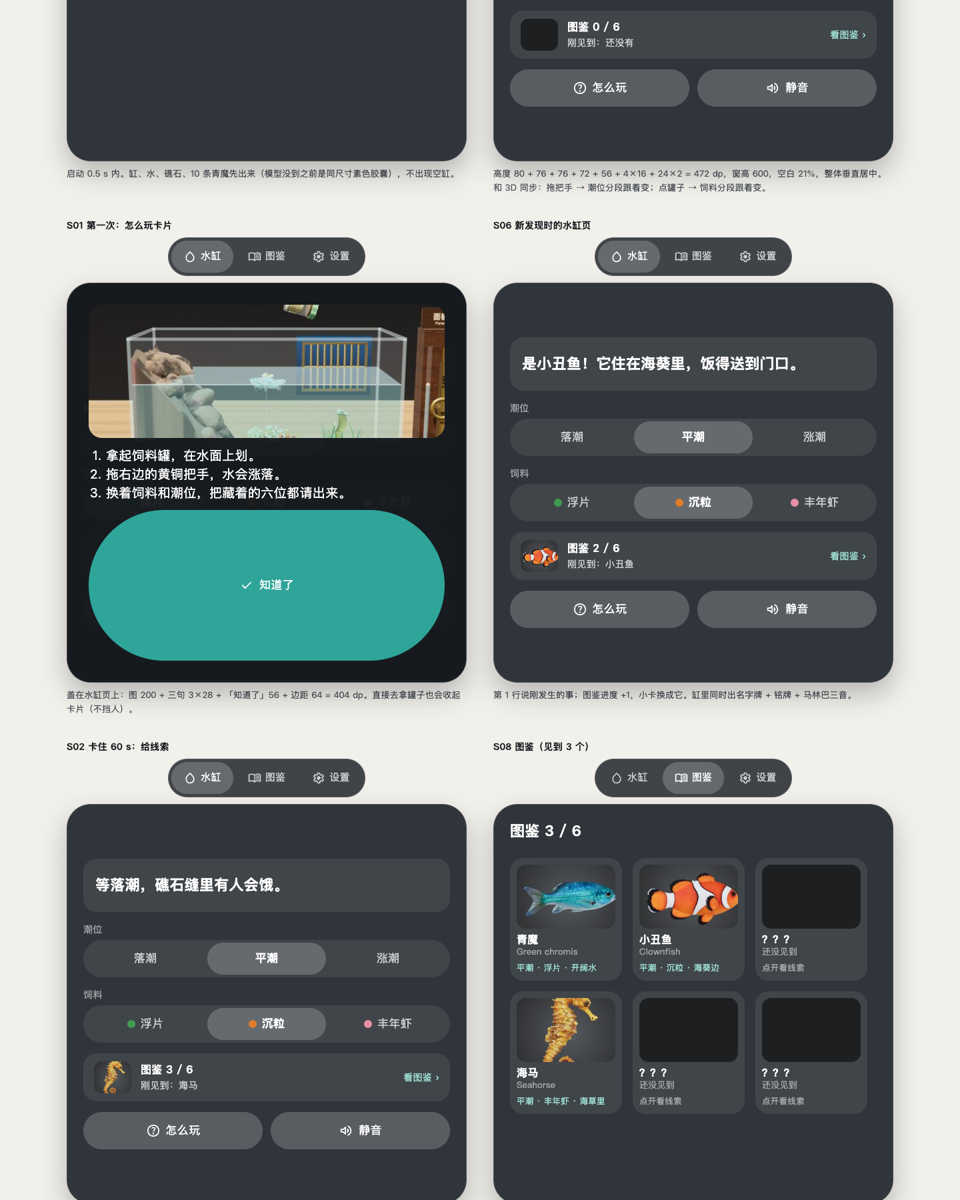 图鉴 0 / 6
刚见到：还没有
看图鉴 ›
怎么玩
静音
启动 0.5 s 内。缸、水、礁石、10 条青魔先出来（模型没到之前是同尺寸素色胶囊），不出现空缸。
高度 80 + 76 + 76 + 72 + 56 + 4×16 + 24×2 = 472 dp，窗高 600，空白 21%，整体垂直居中。
和 3D 同步：拖把手 → 潮位分段跟着变；点罐子 → 饲料分段跟着变。
S01 第一次：怎么玩卡片
水缸
图鉴
设置
1. 拿起饲料罐，在水面上划。
2. 拖右边的黄铜把手，水会涨落。
3. 换着饲料和潮位，把藏着的六位都请出来。
知道了
盖在水缸页上：图 200 + 三句 3×28 + 「知道了」56 + 边距 64 = 404 dp。直接去拿罐子也会收起
卡片（不挡人）。
S06 新发现时的水缸页
水缸
图鉴
设置
是小丑鱼！它住在海葵里，饭得送到门口。
潮位
落潮
平潮
涨潮
饲料
浮片
沉粒
丰年虾
图鉴 2 / 6
刚见到：小丑鱼
看图鉴 ›
怎么玩
静音
第 1 行说刚发生的事；图鉴进度 +1，小卡换成它。缸里同时出名字牌 + 铭牌 + 马林巴三音。
S02 卡住 60 s：给线索
水缸
图鉴
设置
等落潮，礁石缝里有人会饿。
潮位
落潮
平潮
涨潮
饲料
浮片
沉粒
丰年虾
图鉴 3 / 6
刚见到：海马
看图鉴 ›
怎么玩
静音
S08 图鉴（见到 3 个）
水缸
图鉴
设置
图鉴 3 / 6
青魔
Green chromis
平潮 · 浮片 · 开阔水
小丑鱼
Clownfish
平潮 · 沉粒 · 海葵边
? ? ?
还没见到
点开看线索
海马
Seahorse
平潮 · 丰年虾 · 海草里
? ? ?
还没见到
点开看线索
? ? ?
还没见到
点开看线索